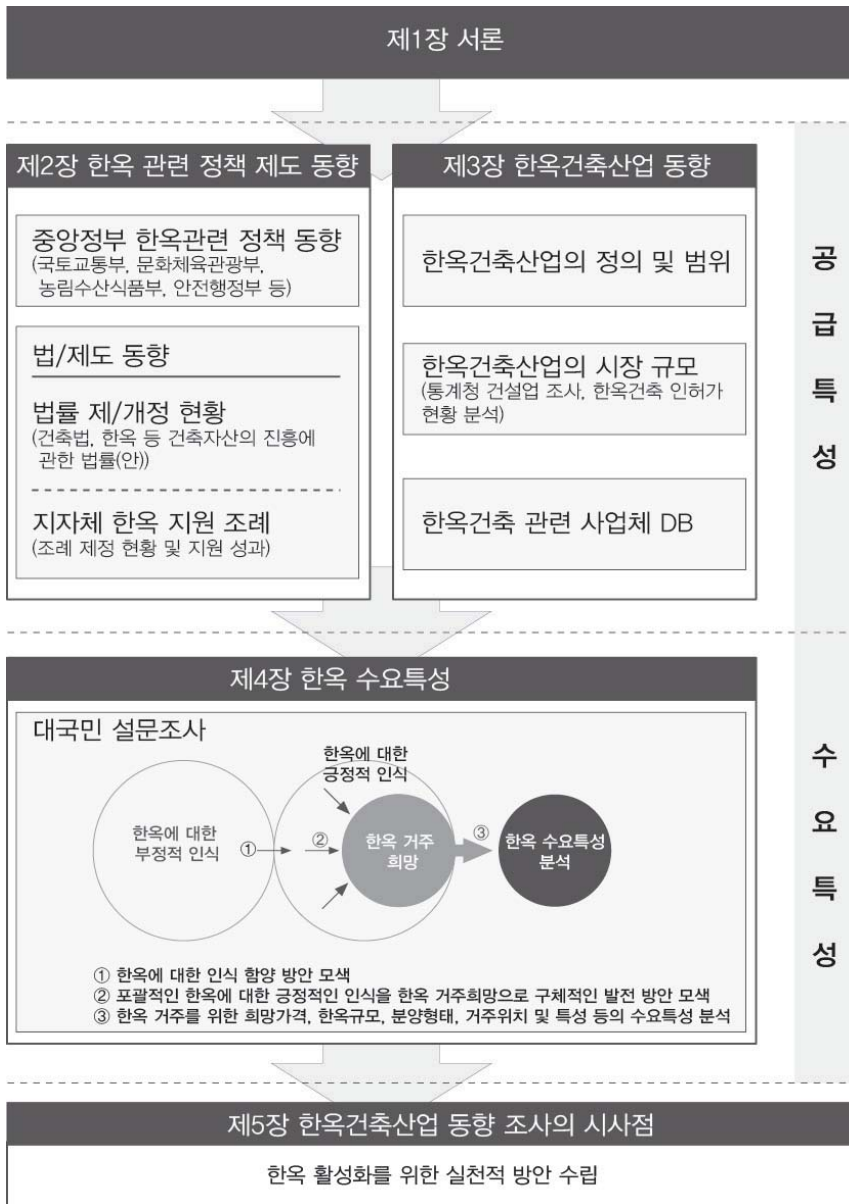 제1장 서론
제2장 한옥 관련 정책 제도 동향
중앙정부 한옥관련 정책 동향
(국토교통부, 문화체육관광부,
농림수산식품부, 안전행정부 등)
법/제도 동향
법률 제/개정 현황
(건축법, 한옥 등 건축자산의 진흥에
관한 법률(안))
지자체 한옥 지원 조례
(조례 제정 현황 및 지원 성과)
제3장 한옥건축산업 동향
한옥건축산업의 정의 및 범위
한옥건축산업의 시장 규모
(통계청 건설업 조사, 한옥건축 인허가
현황 분석)
한옥건축 관련 사업체 DB
공급특성
제4장 한옥 수요특성
대국민 설문조사
한옥에 대한
부정적 인식
①
한옥에 대한
긍정적 인식
②
한옥 거주
희망
③
한옥 수요특성
분석
① 한옥에 대한 인식 함양 방안 모색
② 포괄적인 한옥에 대한 긍정적인 인식을 한옥 거주희망으로 구체적인 발전 방안 모색
③ 한옥 거주를 위한 희망가격, 한옥규모, 분양형태, 거주위치 및 특성 등의 수요특성 분석
수요특성
제5장 한옥건축산업 동향 조사의 시사점
한옥 활성화를 위한 실천적 방안 수립